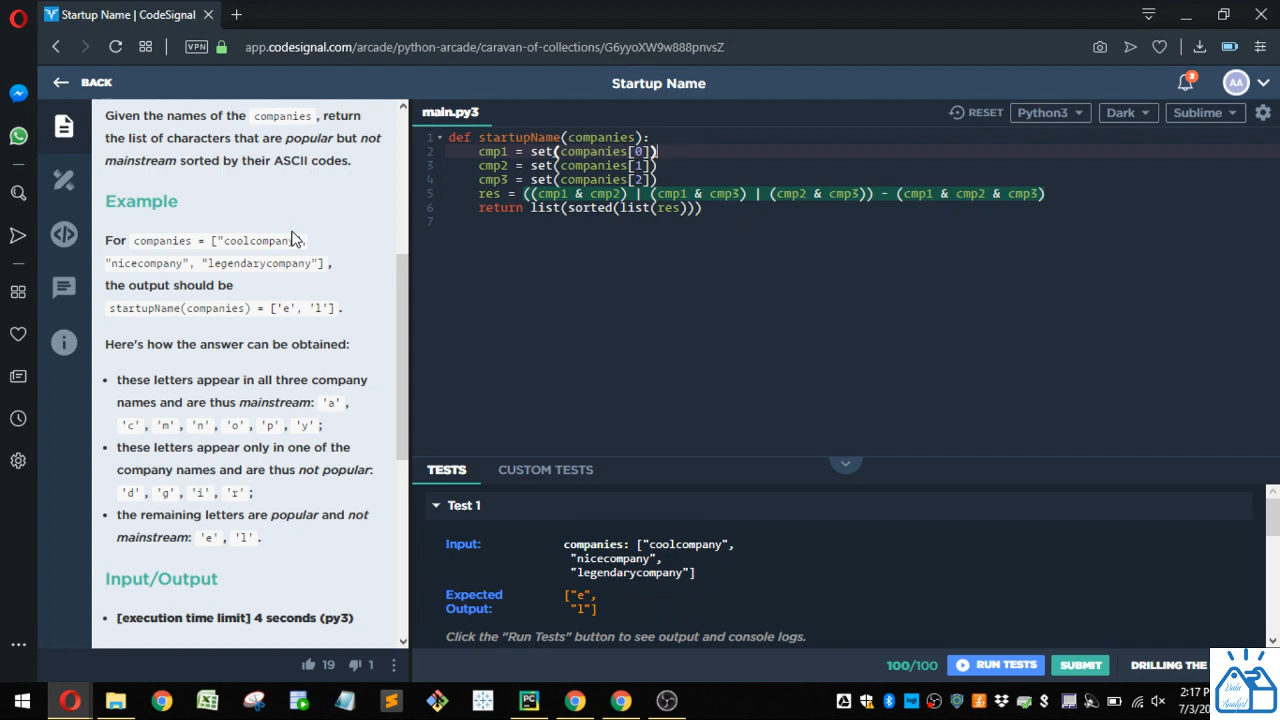 Startup Name | CodeSignal
VPN
app.codesignal.com/arcade/python-arcade/caravan-of-collections/G6yyoXW9w888pnvsZ
BACK
Startup Name
3
AA
Given the names of the companies, return
the list of characters that are popular but not
mainstream sorted by their ASCII codes.
Example
For companies = ["coolcompany",
"nicecompany", "legendarycompany"],
the output should be
startupName(companies) = ['e', 'l'].
Here's how the answer can be obtained:
• these letters appear in all three company
names and are thus mainstream: 'a',
'c', 'm', 'n', 'o', 'p', 'y';
• these letters appear only in one of the
company names and are thus not popular:
'd', 'g', 'i', 'r';
• the remaining letters are popular and not
mainstream: 'e', 'l'.
Input/Output
• [execution time limit] 4 seconds (py3)
19
1
main.py3
RESET
Python3
Dark
Sublime
1 def startupName(companies):
2 cmp1 = set(companies[0])
3 cmp2 = set(companies[1])
4 cmp3 = set(companies[2])
5 res = ((cmp1 & cmp2) | (cmp1 & cmp3) | (cmp2 & cmp3)) - (cmp1 & cmp2 & cmp3)
6 return list(sorted(list(res)))
7
TESTS
CUSTOM TESTS
Test 1
Input:
companies: ["coolcompany",
"nicecompany",
"legendarycompany"]
Expected
Output:
["e",
"l"]
Click the "Run Tests" button to see output and console logs.
100/100
RUN TESTS
SUBMIT
DRILLING THE
2:17 PM
Data
Analyst